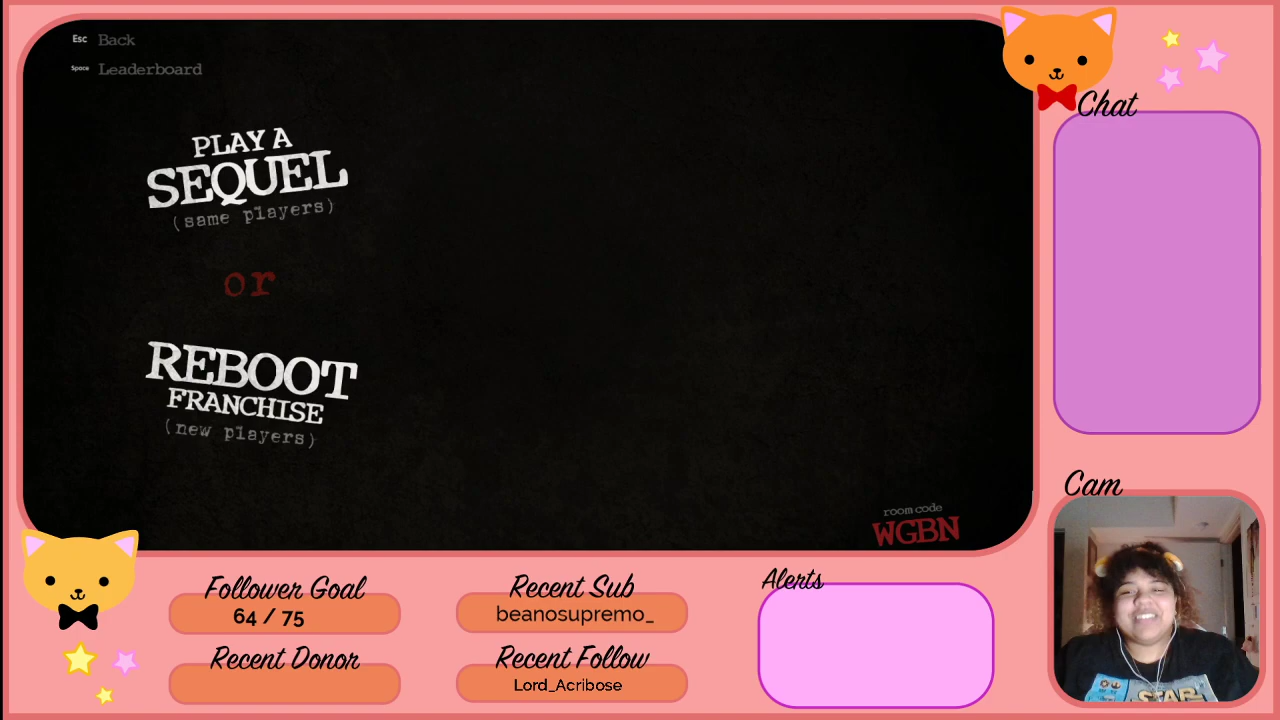 Esc Back
Space Leaderboard
PLAY A
SEQUEL
(same players)
or
REBOOT
FRANCHISE
(new players)
room code
WGBN
Chat
Cam
Follower Goal
64 / 75
Recent Sub
beanosupremo_
Alerts
Recent Donor
Recent Follow
Lord_Acribose
STAR